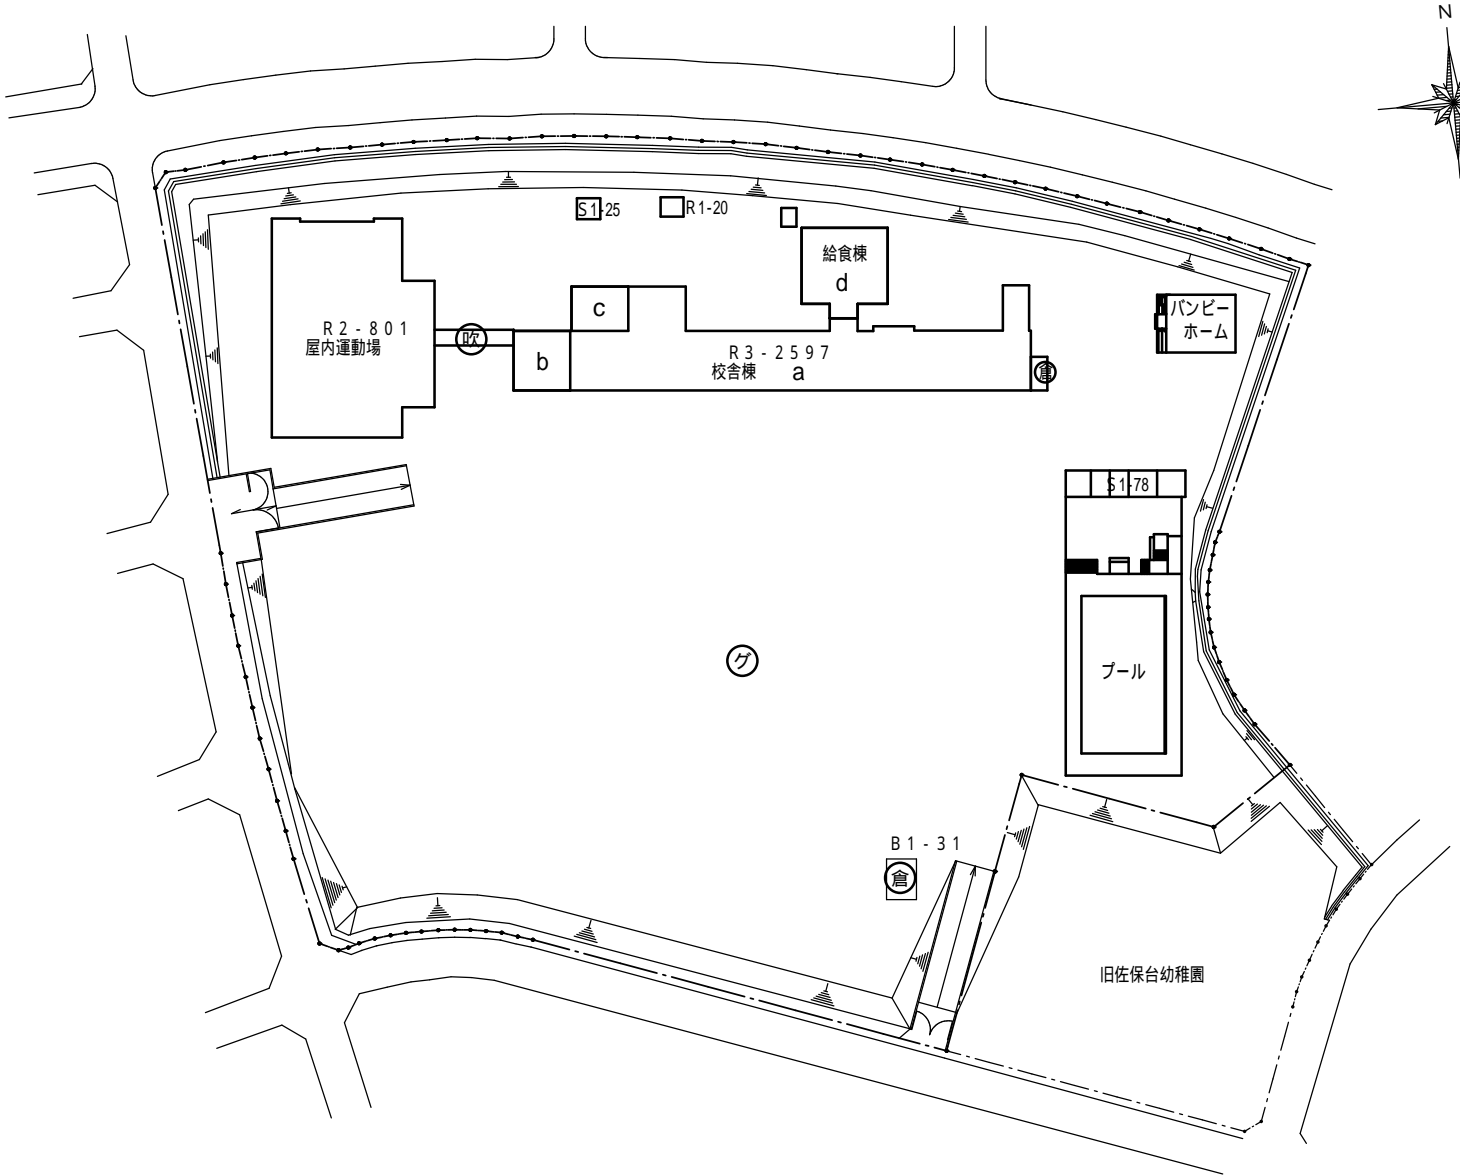 N
S1-25
R1-20
給食棟
d
バンビー
ホーム
c
R2-801
屋内運動場
吹
b
R3-2597
校舎棟 a
倉
S1-78
グ
プール
B1-31
倉
旧佐保台幼稚園